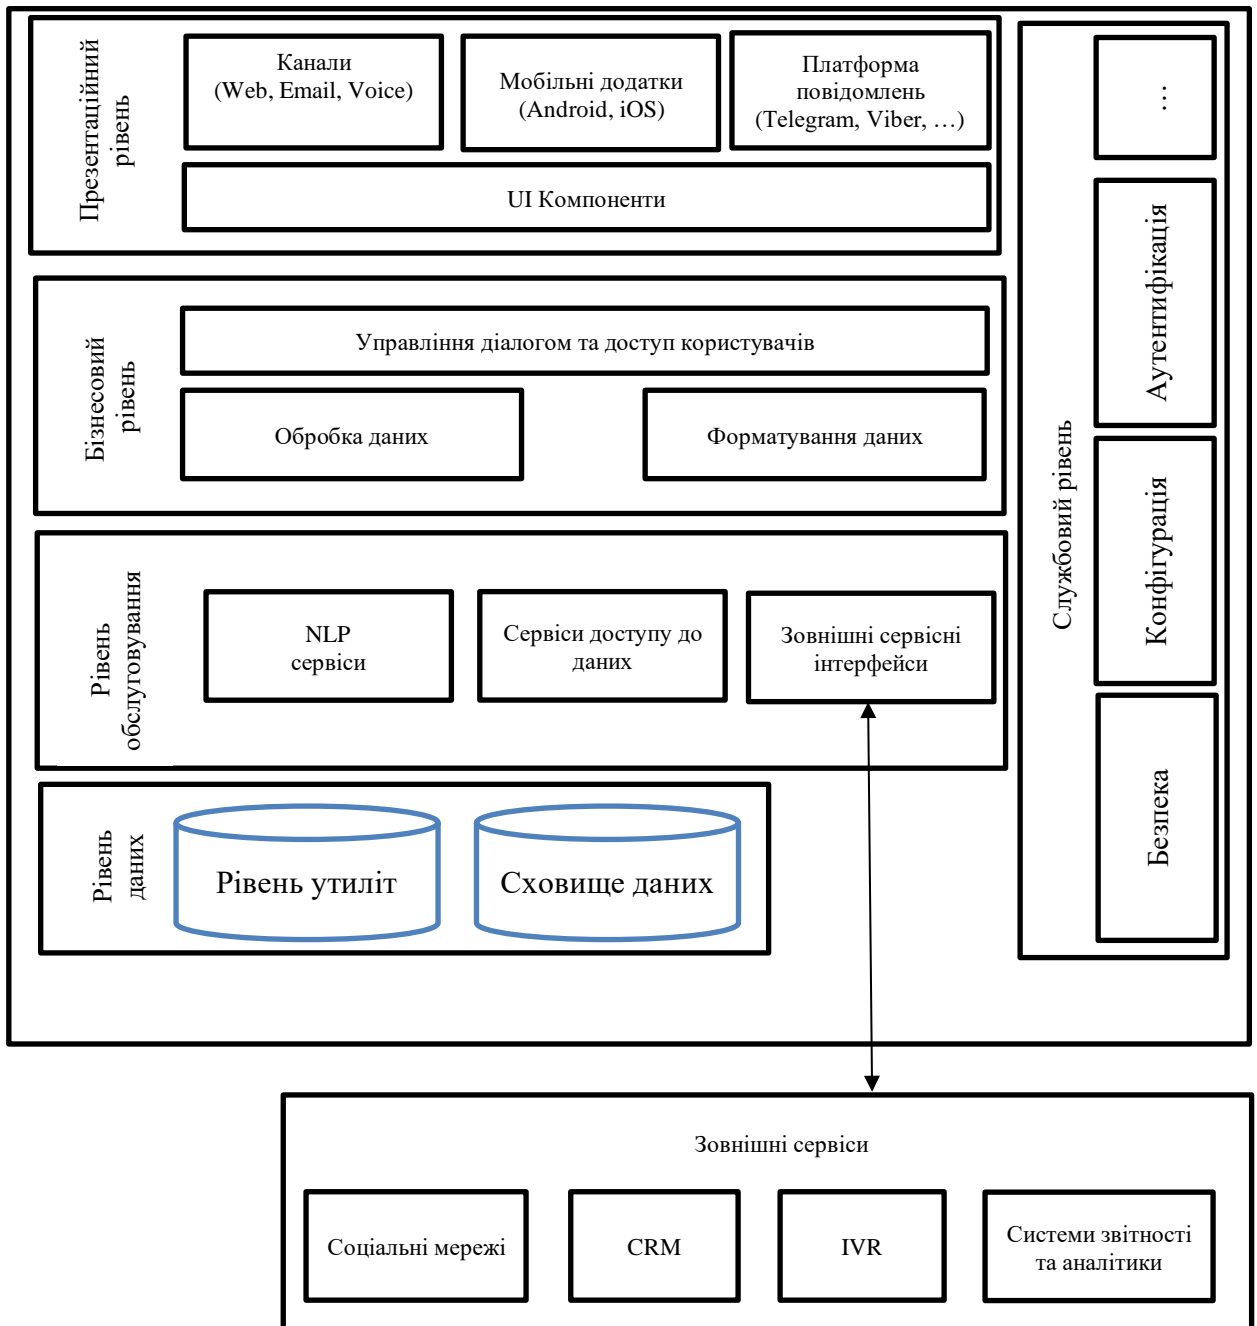 Презентаційний
рівень
Канали
(Web, Email, Voice)
Мобільні додатки
(Android, iOS)
Платформа
повідомлень
(Telegram, Viber, …)
UI Компоненти
Бізнесовий
рівень
Управління діалогом та доступ користувачів
Обробка даних
Форматування даних
Рівень
обслуговування
NLP
сервіси
Сервіси доступу до
даних
Зовнішні сервісні
інтерфейси
Рівень
даних
Рівень утиліт
Сховище даних
Службовий рівень
…
Аутентифікація
Конфігурація
Безпека
Зовнішні сервіси
Соціальні мережі
CRM
IVR
Системи звітності
та аналітики